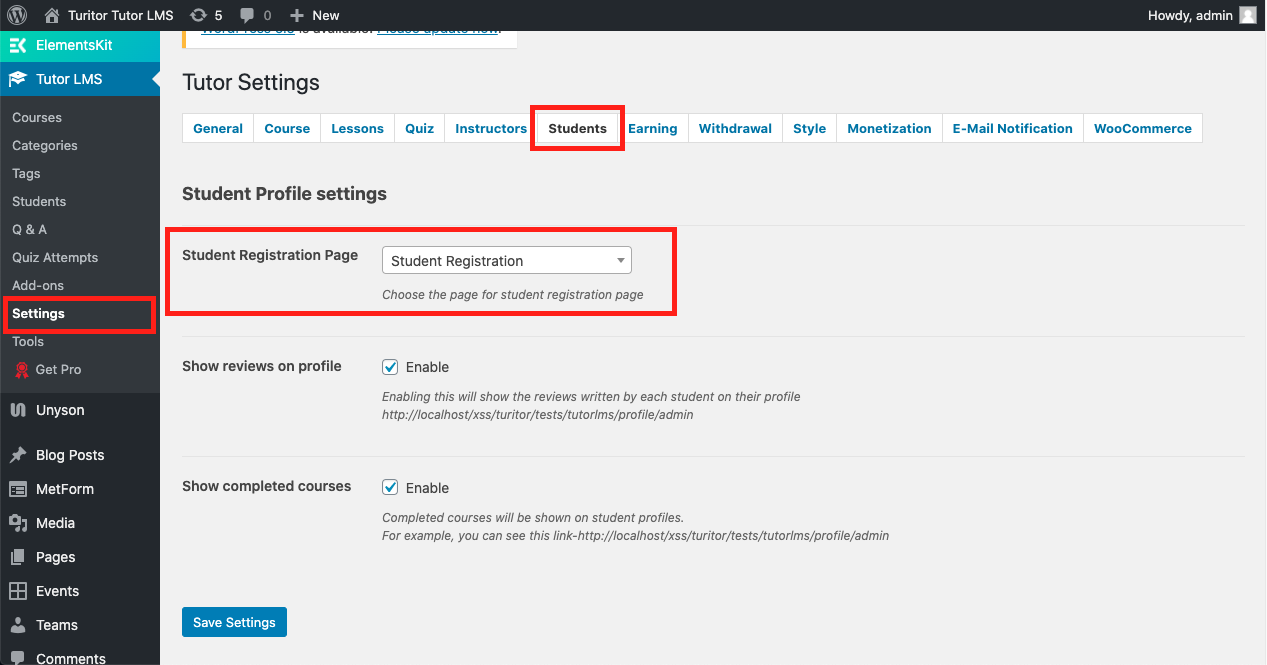 Turitor Tutor LMS 5 0 New Howdy, admin
is available!
ElementsKit
Tutor LMS
Courses
Categories
Tags
Students
Q & A
Quiz Attempts
Add-ons
Settings
Tools
Get Pro
Unyson
Blog Posts
MetForm
Media
Pages
Events
Teams
Comments
Tutor Settings
General Course Lessons Quiz Instructors Students Earning Withdrawal Style Monetization E-Mail Notification WooCommerce
Student Profile settings
Student Registration Page Student Registration
Choose the page for student registration page
Show reviews on profile Enable
Enabling this will show the reviews written by each student on their profile
http://localhost/xss/turitor/tests/tutorlms/profile/admin
Show completed courses Enable
Completed courses will be shown on student profiles.
For example, you can see this link-http://localhost/xss/turitor/tests/tutorlms/profile/admin
Save Settings